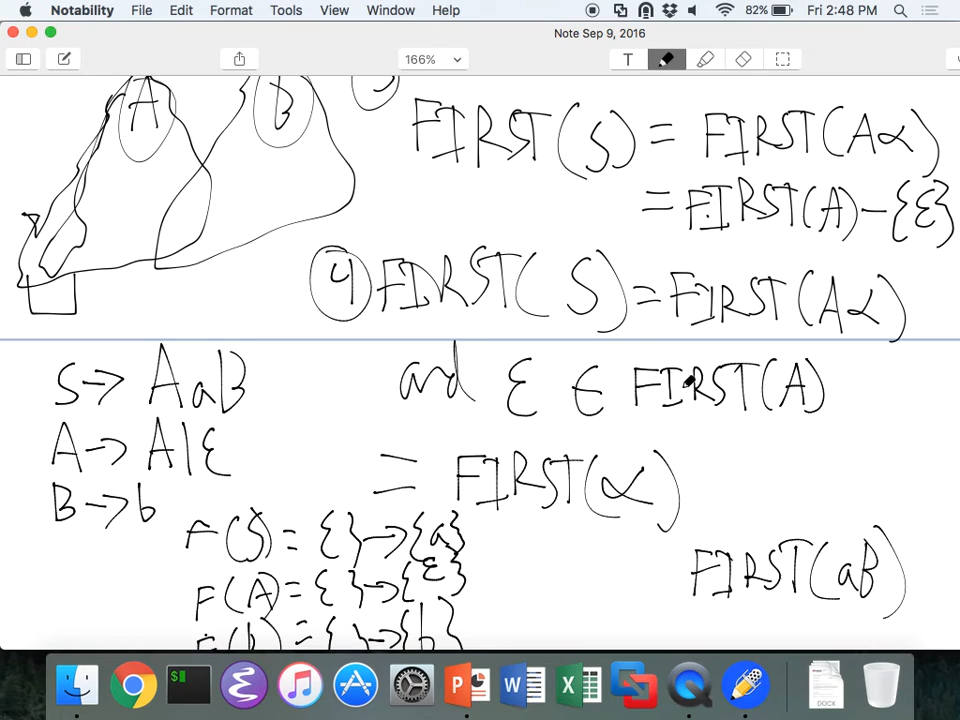 Notability File Edit Format Tools View Window Help 82% Fri 2:48 PM
Note Sep 9, 2016
166% T
A B
FIRST(S) = FIRST(Aα)
= FIRST(A)-{ε}
④ FIRST(S) = FIRST(Aα)
S→ AaB and ε ∈ FIRST(A)
A→ A|ε
= FIRST(α)
B→b
F(S) = { }→{a}
FIRST(aB)
F(A) = { }→{ε}
F(b) = { }→{b}
$
P W X
DOCX